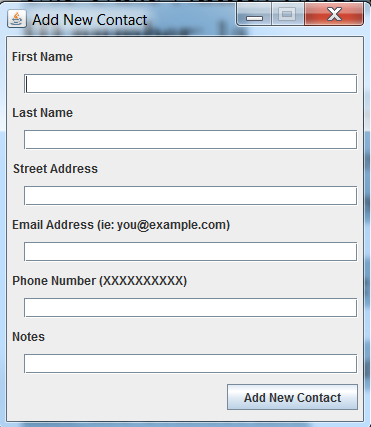 Add New Contact
First Name
Last Name
Street Address
Email Address (ie: you@example.com)
Phone Number (XXXXXXXXXX)
Notes
Add New Contact